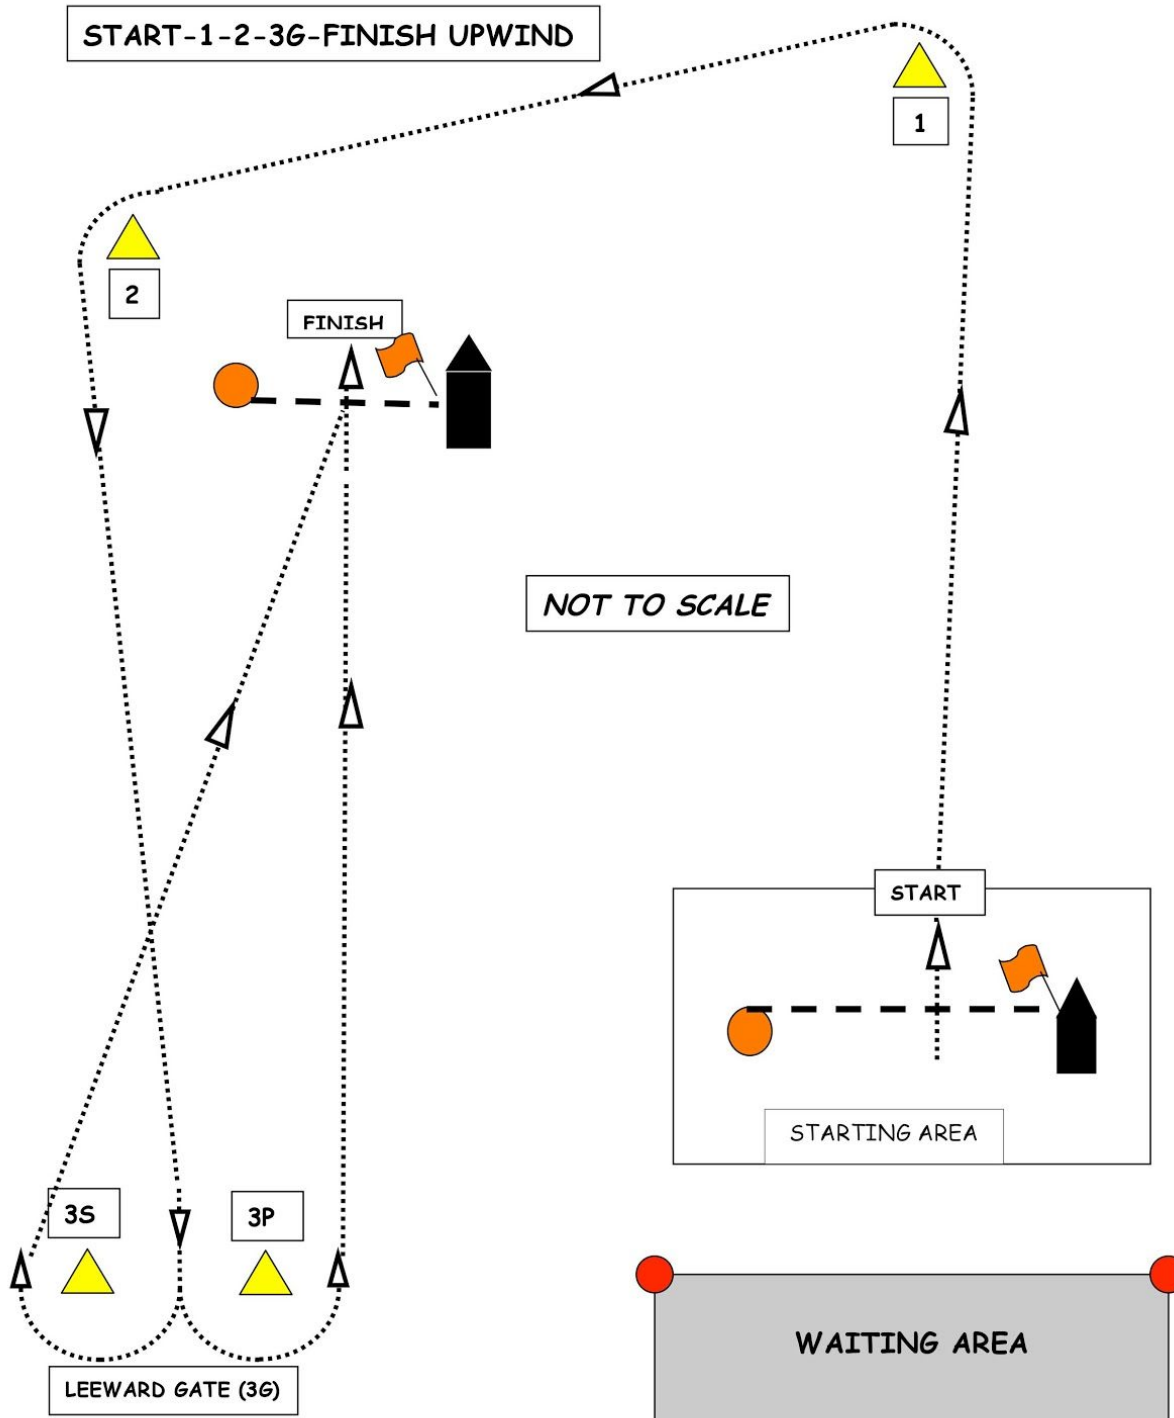 START-1-2-3G-FINISH UPWIND
1
2
FINISH
NOT TO SCALE
START
STARTING AREA
3S
3P
WAITING AREA
LEEWARD GATE (3G)